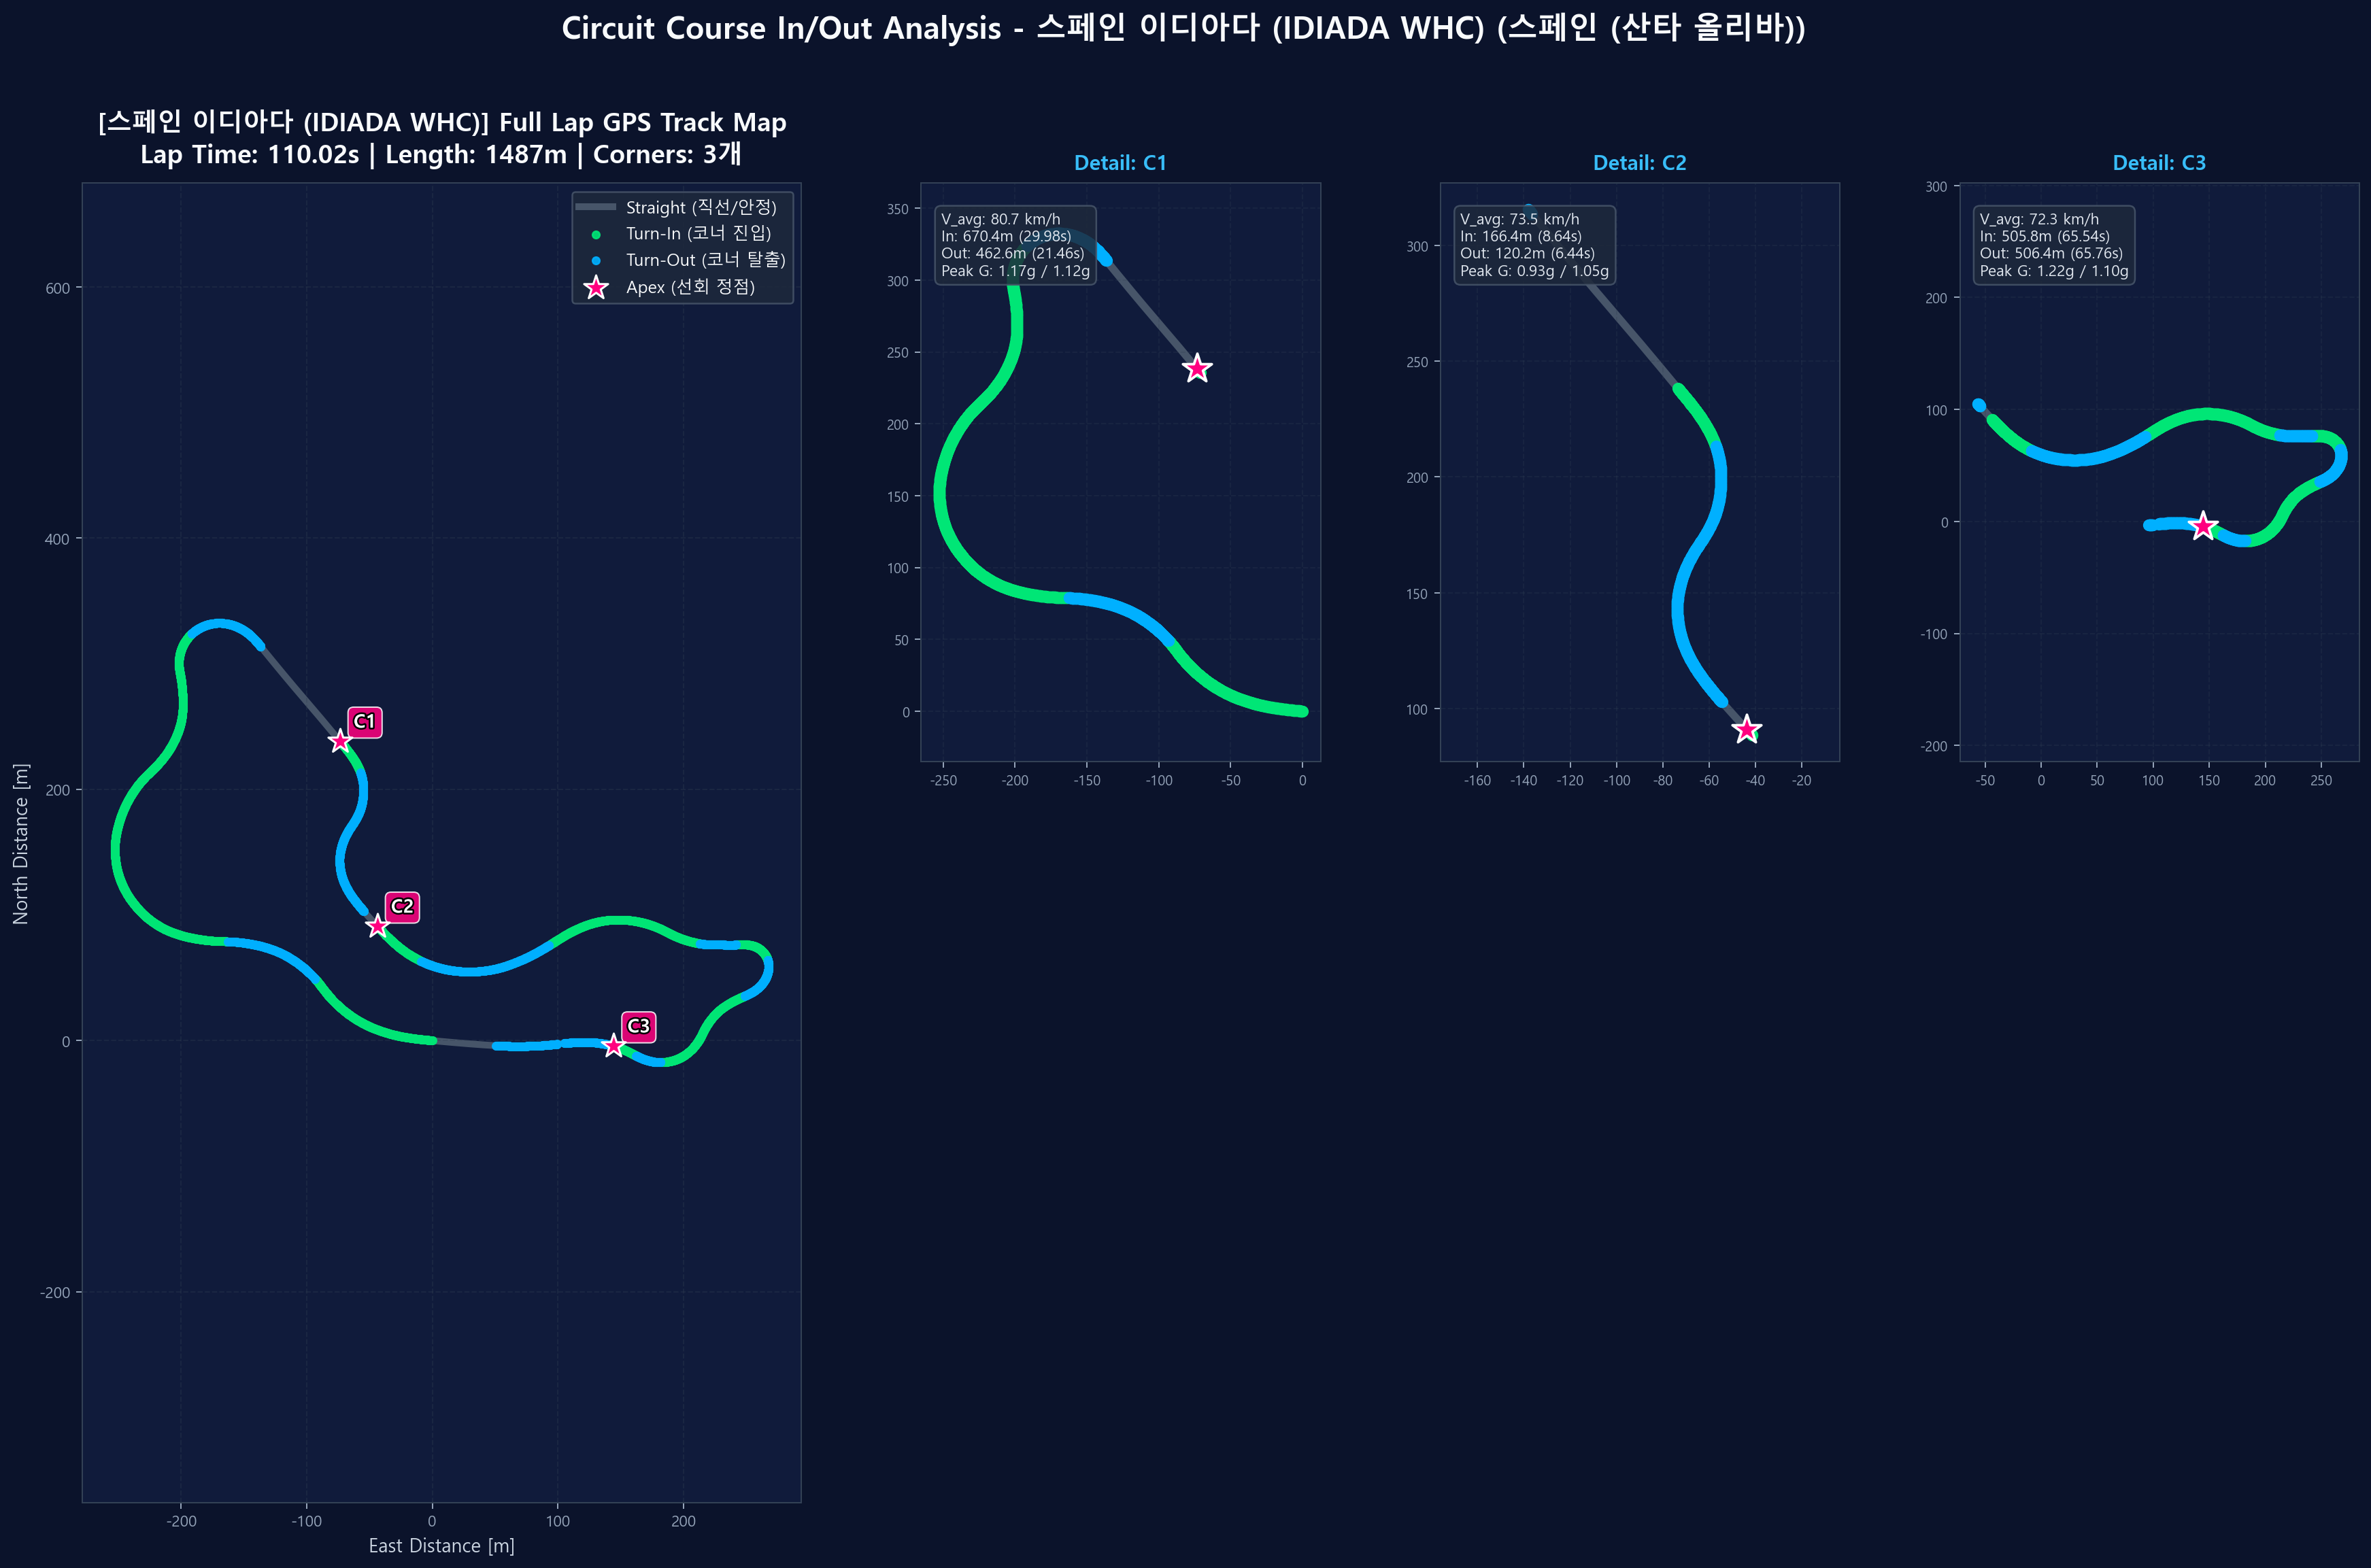 Circuit Course In/Out Analysis - 스페인 이디아다 (IDIADA WHC) (스페인 (산타 올리바))
[스페인 이디아다 (IDIADA WHC)] Full Lap GPS Track Map
Lap Time: 110.02s | Length: 1487m | Corners: 3개
Straight (직선/안정)
Turn-In (코너 진입)
Turn-Out (코너 탈출)
Apex (선회 정점)
600
400
200
0
-200
-200
-100
0
100
200
North Distance [m]
East Distance [m]
C1
C2
C3
Detail: C1
V_avg: 80.7 km/h
In: 670.4m (29.98s)
Out: 462.6m (21.46s)
Peak G: 1.17g / 1.12g
350
300
250
200
150
100
50
0
-250
-200
-150
-100
-50
0
Detail: C2
V_avg: 73.5 km/h
In: 166.4m (8.64s)
Out: 120.2m (6.44s)
Peak G: 0.93g / 1.05g
300
250
200
150
100
-160
-140
-120
-100
-80
-60
-40
-20
Detail: C3
V_avg: 72.3 km/h
In: 505.8m (65.54s)
Out: 506.4m (65.76s)
Peak G: 1.22g / 1.10g
300
200
100
0
-100
-200
-50
0
50
100
150
200
250